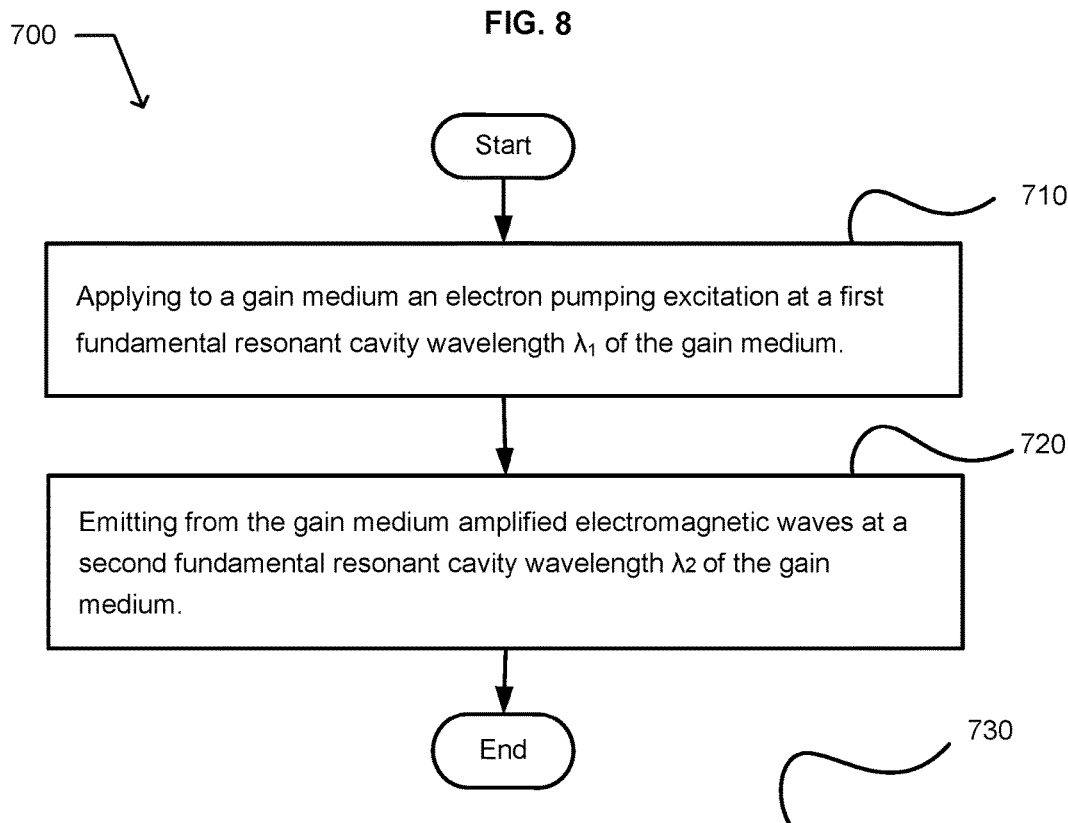 FIG. 8
700
Start
710
Applying to a gain medium an electron pumping excitation at a first
fundamental resonant cavity wavelength λ₁ of the gain medium.
720
Emitting from the gain medium amplified electromagnetic waves at a
second fundamental resonant cavity wavelength λ2 of the gain
medium.
End
730